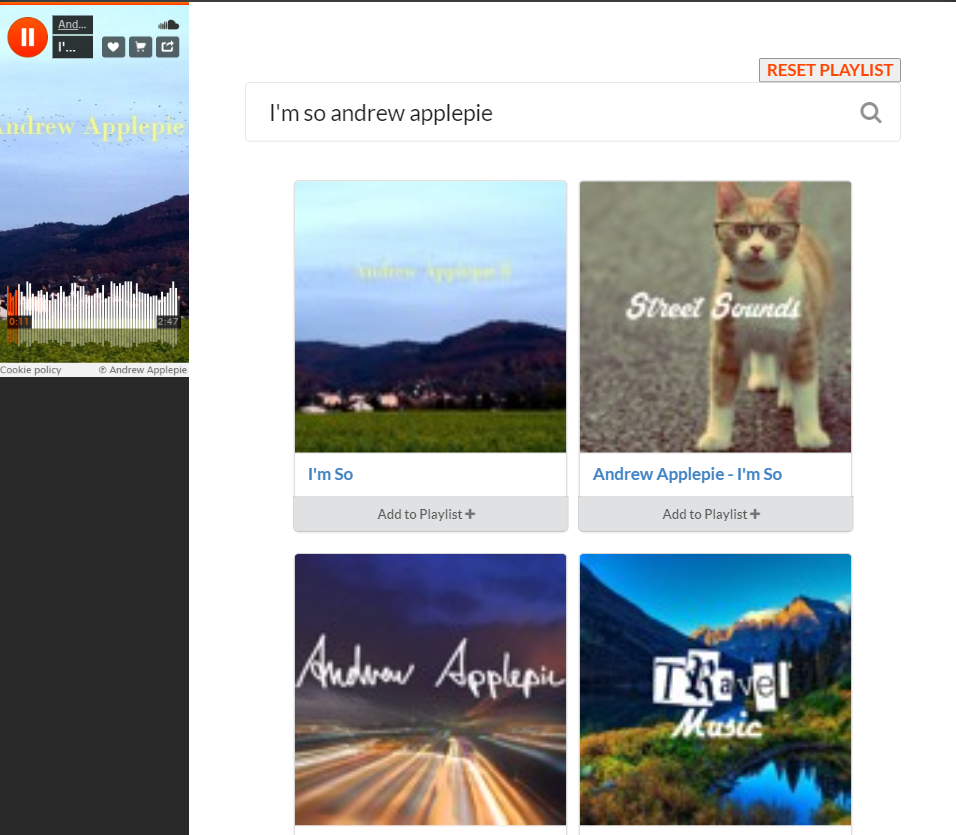 And...
I'...
Andrew Applepie
0:11
2:47
Cookie policy
℗ Andrew Applepie
RESET PLAYLIST
I'm so andrew applepie
Andrew Applepie II
I'm So
Add to Playlist
Street Sounds
Andrew Applepie - I'm So
Add to Playlist
Andrew Applepie
Travel
Music